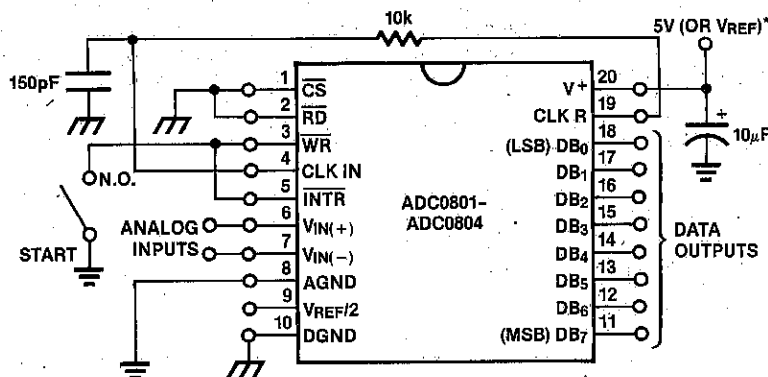 10k
5V (OR VREF)*
150pF
1 CS
2 RD
3 WR
4 CLK IN
5 INTR
6 VIN(+)
7 VIN(−)
8 AGND
9 VREF/2
10 DGND
N.O.
START
ANALOG
INPUTS
ADC0801-
ADC0804
V+ 20
CLK R 19
(LSB) DB0 18
DB1 17
DB2 16
DB3 15
DB4 14
DB5 13
DB6 12
(MSB) DB7 11
+
10μF
DATA
OUTPUTS